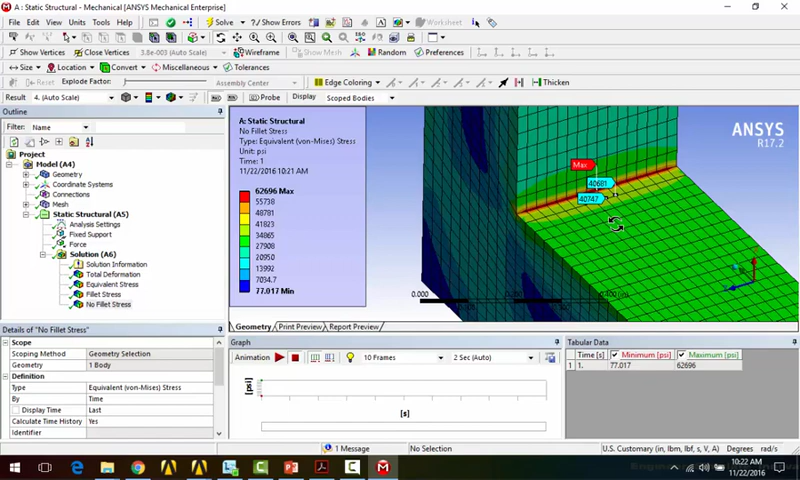 A : Static Structural - Mechanical [ANSYS Mechanical Enterprise]
File Edit View Units Tools Help Solve Show Errors Worksheet
Show Vertices Close Vertices 3.8e-003 (Auto Scale) Wireframe Show Mesh Random Preferences
Size Location Convert Miscellaneous Tolerances
Reset Explode Factor: Assembly Center Edge Coloring Thicken
Result 4. (Auto Scale) Probe Display Scoped Bodies
Outline
Filter: Name
Project
Model (A4)
Geometry
Coordinate Systems
Connections
Mesh
Static Structural (A5)
Analysis Settings
Fixed Support
Force
Solution (A6)
Solution Information
Total Deformation
Equivalent Stress
Fillet Stress
No Fillet Stress
Details of "No Fillet Stress"
Scope
Scoping Method Geometry Selection
Geometry 1 Body
Definition
Type Equivalent (von-Mises) Stress
By Time
Display Time Last
Calculate Time History Yes
Identifier
A: Static Structural
No Fillet Stress
Type: Equivalent (von-Mises) Stress
Unit: psi
Time: 1
11/22/2016 10:21 AM
62696 Max
55738
48781
41823
34865
27908
20950
13992
7034.7
77.017 Min
ANSYS
R17.2
Max
40681
40747
0.000
0.400 (in)
Geometry Print Preview Report Preview
Graph
Animation 10 Frames 2 Sec (Auto)
[psi]
[s]
Tabular Data
Time [s] Minimum [psi] Maximum [psi]
1 1. 77.017 62696
1 Message No Selection U.S. Customary (in, lbm, lbf, s, V, A) Degrees rad/s
10:22 AM
11/22/2016